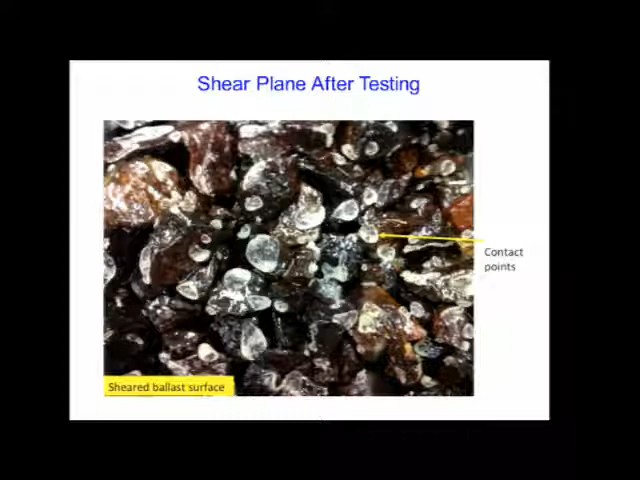 Shear Plane After Testing
Contact
points
Sheared ballast surface